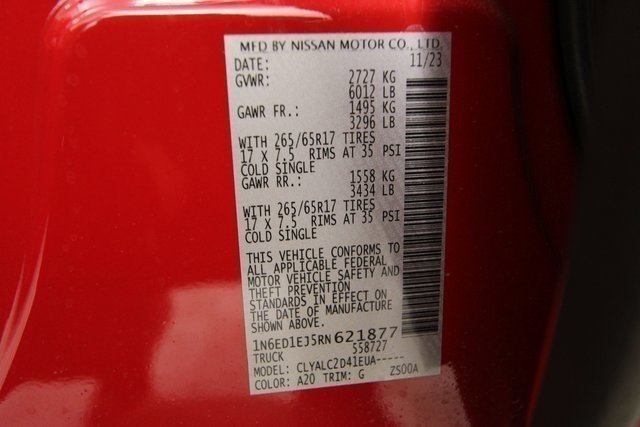 MFD BY NISSAN MOTOR CO., LTD.
DATE: 11/23
GVWR: 2727 KG
6012 LB
GAWR FR.: 1495 KG
3296 LB
WITH 265/65R17 TIRES
17 X 7.5 RIMS AT 35 PSI
COLD SINGLE
GAWR RR.: 1558 KG
3434 LB
WITH 265/65R17 TIRES
17 X 7.5 RIMS AT 35 PSI
COLD SINGLE
THIS VEHICLE CONFORMS TO
ALL APPLICABLE FEDERAL
MOTOR VEHICLE SAFETY AND
THEFT PREVENTION
STANDARDS IN EFFECT ON
THE DATE OF MANUFACTURE
SHOWN ABOVE.
1N6ED1EJ5RN621877
TRUCK 558727
MODEL: CLYALC2D41EUA-----
COLOR: A20 TRIM: G ZS00A